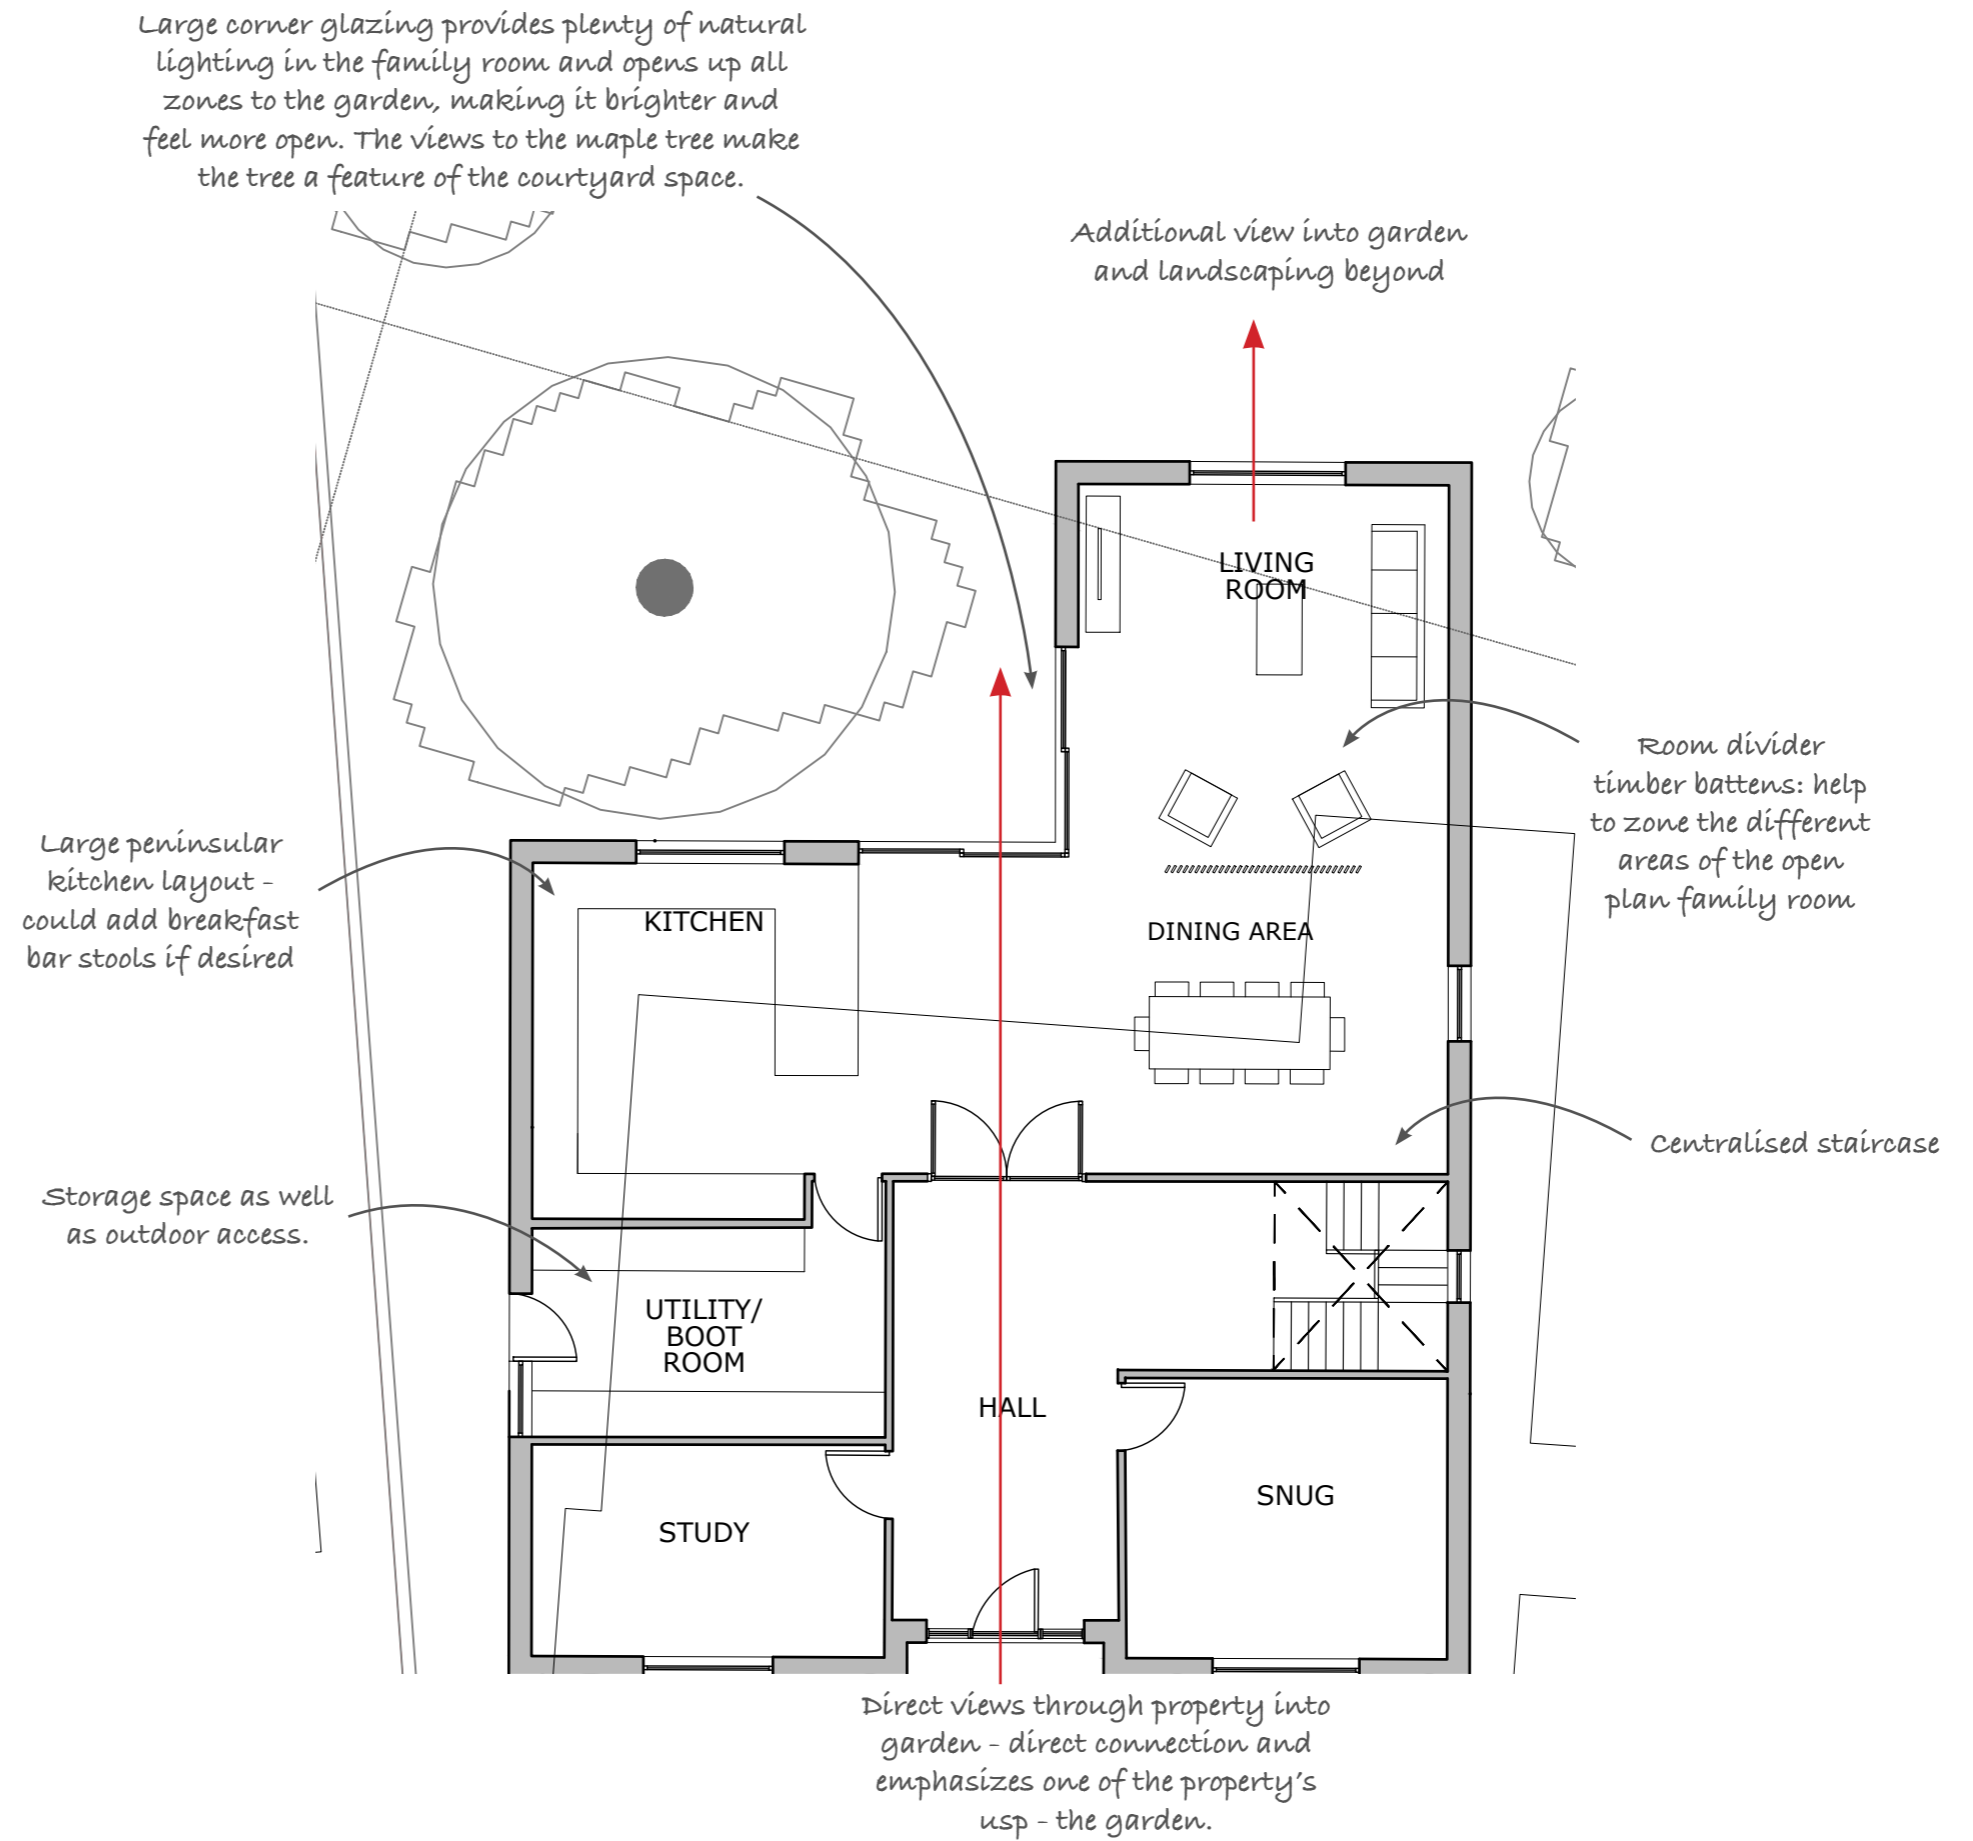 Large corner glazing provides plenty of natural
lighting in the family room and opens up all
zones to the garden, making it brighter and
feel more open. The views to the maple tree make
the tree a feature of the courtyard space.
Additional view into garden
and landscaping beyond
LIVING
ROOM
Room divider
timber battens: help
to zone the different
areas of the open
plan family room
Large peninsular
kitchen layout -
could add breakfast
bar stools if desired
KITCHEN
DINING AREA
Centralised staircase
Storage space as well
as outdoor access.
UTILITY/
BOOT
ROOM
HALL
SNUG
STUDY
Direct views through property into
garden - direct connection and
emphasizes one of the property's
usp - the garden.